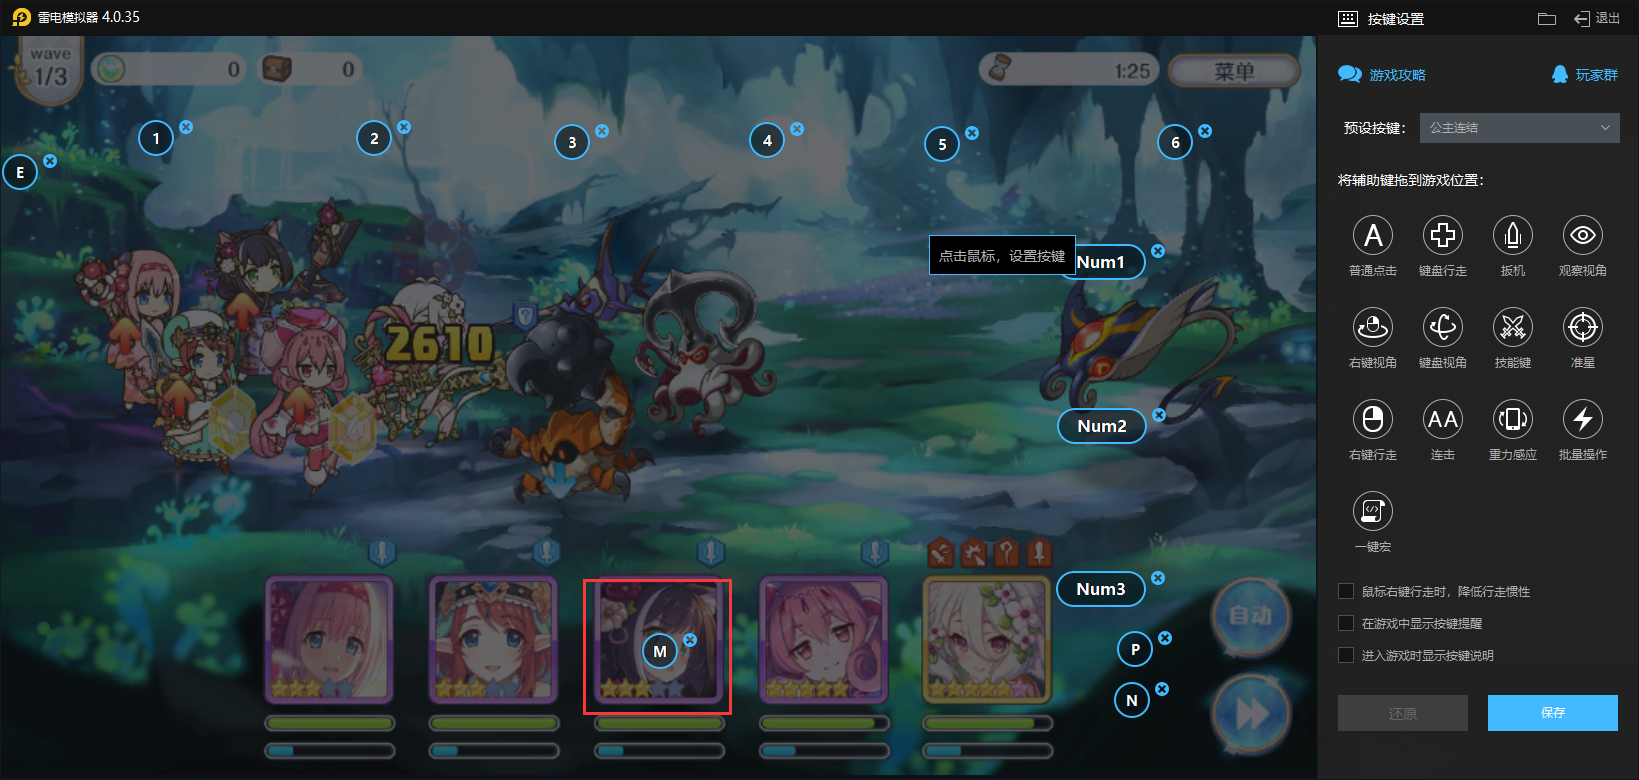 雷电模拟器 4.0.35
按键设置
退出
wave
1/3
0
0
1:25
菜单
游戏攻略
玩家群
预设按键：
公主连结
1
2
3
4
5
6
E
将辅助键拖到游戏位置：
点击鼠标，设置按键
Num1
普通点击
键盘行走
扳机
观察视角
2610
右键视角
键盘视角
技能键
准星
Num2
AA
右键行走
连击
重力感应
批量操作
一键宏
Num3
自动
M
P
N
鼠标右键行走时，降低行走惯性
在游戏中显示按键提醒
进入游戏时显示按键说明
还原
保存